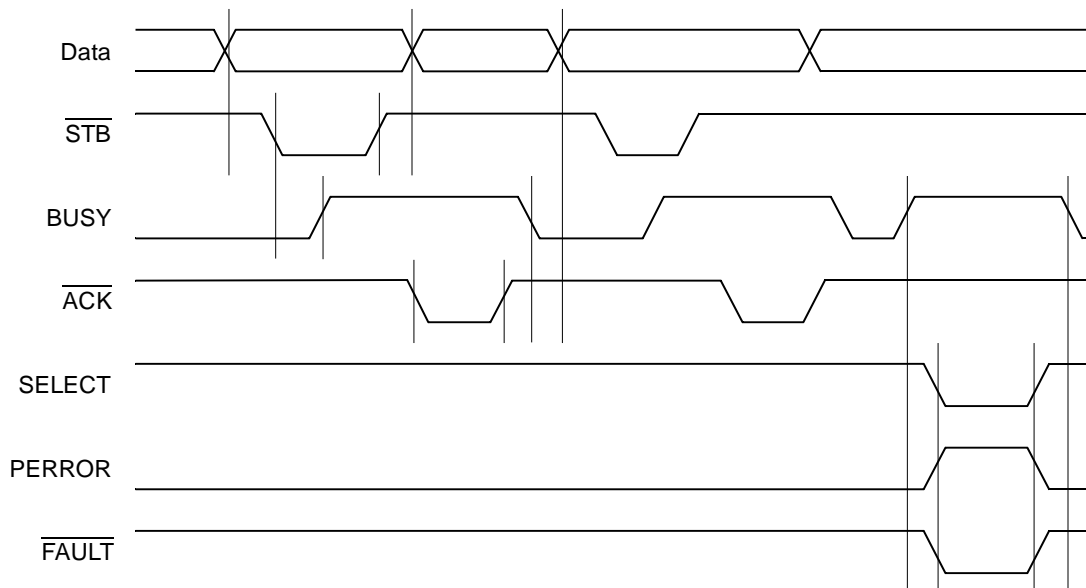 Data
STB
BUSY
ACK
SELECT
PERROR
FAULT